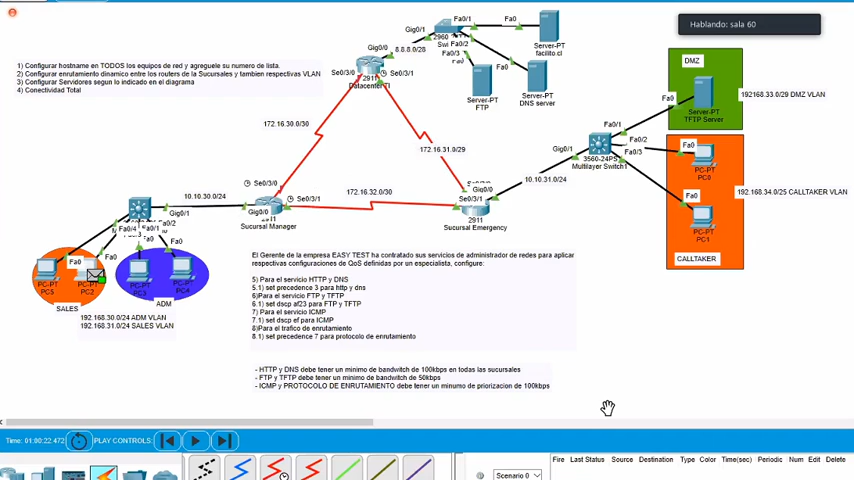 Hablando: sala 60
Fa0/1
Fa0
Gig0/1
2960
Fa0/2
Fa0/3
Fa0
Server-PT
facilito.cl
Gig0/0
8.8.8.0/28
Server-PT
FTP
Server-PT
DNS server
1) Configurar hostname en TODOS los equipos de red y agreguele su numero de lista.
2) Configurar enrutamiento dinamico entre los routers de la Sucursales y tambien respectivas VLAN
3) Configurar Servidores segun lo indicado en el diagrama
4) Conectividad Total
Se0/3/0
Se0/3/1
2911
DMZ
Fa0
Server-PT
TFTP Server
192168.33.0/29 DMZ VLAN
172.16.30.0/30
172.16.31.0/29
Fa0/1
Fa0/2
Fa0/3
Gig0/1
3560-24PS
Multilayer Switch1
Fa0
PC-PT
PC0
10.10.31.0/24
192.168.34.0/25 CALLTAKER VLAN
Fa0
PC-PT
PC1
CALLTAKER
Se0/3/0
Se0/3/1
172.16.32.0/30
Gig0/0
Se0/3/1
2911
Sucursal Emergency
10.10.30.0/24
Gig0/1
Gig0/0
2911
Sucursal Manager
Fa0/2
Fa0/4
Fa0/1
Fa0
Fa0
Fa0
Fa0
PC-PT
PC5
PC-PT
PC2
PC-PT
PC3
PC-PT
PC4
SALES
ADM
192.168.30.0/24 ADM VLAN
192.168.31.0/24 SALES VLAN
El Gerente de la empresa EASY TEST ha contratado sus servicios de administrador de redes para aplicar
respectivas configuraciones de QoS definidas por un especialista, configure:
5) Para el servicio HTTP y DNS
5.1) set precedence 3 para http y dns
6)Para el servicio FTP y TFTP
6.1) set dscp af23 para FTP y TFTP
7) Para el servicio ICMP
7.1) set dscp ef para ICMP
8)Para el trafico de enrutamiento
8.1) set precedence 7 para protocolo de enrutamiento
- HTTP y DNS debe tener un minimo de bandwitch de 100kbps en todas las sucursales
- FTP y TFTP debe tener un minimo de bandwitch de 50kbps
- ICMP y PROTOCOLO DE ENRUTAMIENTO debe tener un minumo de priorizacion de 100kbps
Time: 01:00:22.472
PLAY CONTROLS:
Fire Last Status Source Destination Type Color Time(sec) Periodic Num Edit Delete
Scenario 0